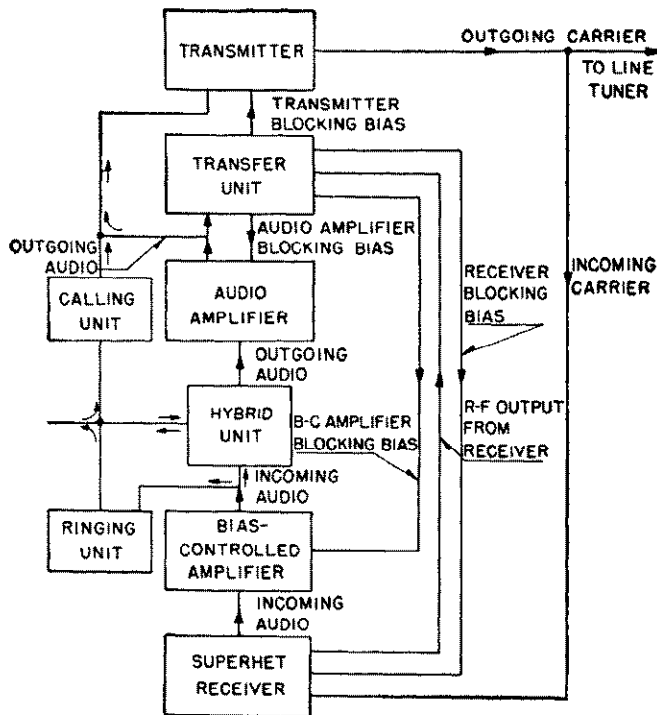 TRANSMITTER
OUTGOING CARRIER
TO LINE
TUNER
TRANSMITTER
BLOCKING BIAS
TRANSFER
UNIT
OUTGOING
AUDIO
AUDIO AMPLIFIER
BLOCKING BIAS
CALLING
UNIT
AUDIO
AMPLIFIER
RECEIVER
BLOCKING
BIAS
INCOMING
CARRIER
OUTGOING
AUDIO
HYBRID
UNIT
B-C AMPLIFIER
BLOCKING BIAS
R-F OUTPUT
FROM
RECEIVER
INCOMING
AUDIO
RINGING
UNIT
BIAS-
CONTROLLED
AMPLIFIER
INCOMING
AUDIO
SUPERHET
RECEIVER